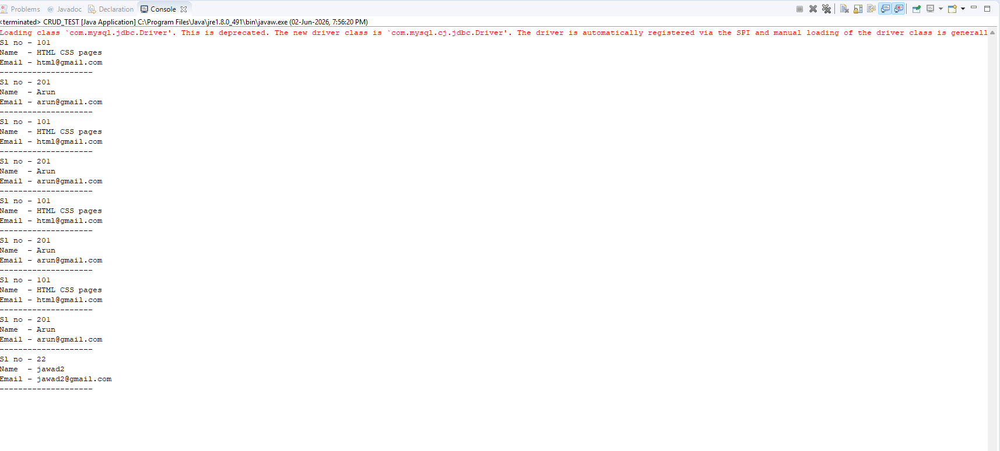 Problems @ Javadoc Declaration Console
<terminated> CRUD_TEST [Java Application] C:\Program Files\Java\jre1.8.0_491\bin\javaw.exe (02-Jun-2026, 7:56:20 PM)
Loading class `com.mysql.jdbc.Driver'. This is deprecated. The new driver class is `com.mysql.cj.jdbc.Driver'. The driver is automatically registered via the SPI and manual loading of the driver class is generall
Sl no - 101
Name  - HTML CSS pages
Email - html@gmail.com
--------------------
Sl no - 201
Name  - Arun
Email - arun@gmail.com
--------------------
Sl no - 101
Name  - HTML CSS pages
Email - html@gmail.com
--------------------
Sl no - 201
Name  - Arun
Email - arun@gmail.com
--------------------
Sl no - 101
Name  - HTML CSS pages
Email - html@gmail.com
--------------------
Sl no - 201
Name  - Arun
Email - arun@gmail.com
--------------------
Sl no - 101
Name  - HTML CSS pages
Email - html@gmail.com
--------------------
Sl no - 201
Name  - Arun
Email - arun@gmail.com
--------------------
Sl no - 22
Name  - jawad2
Email - jawad2@gmail.com
--------------------